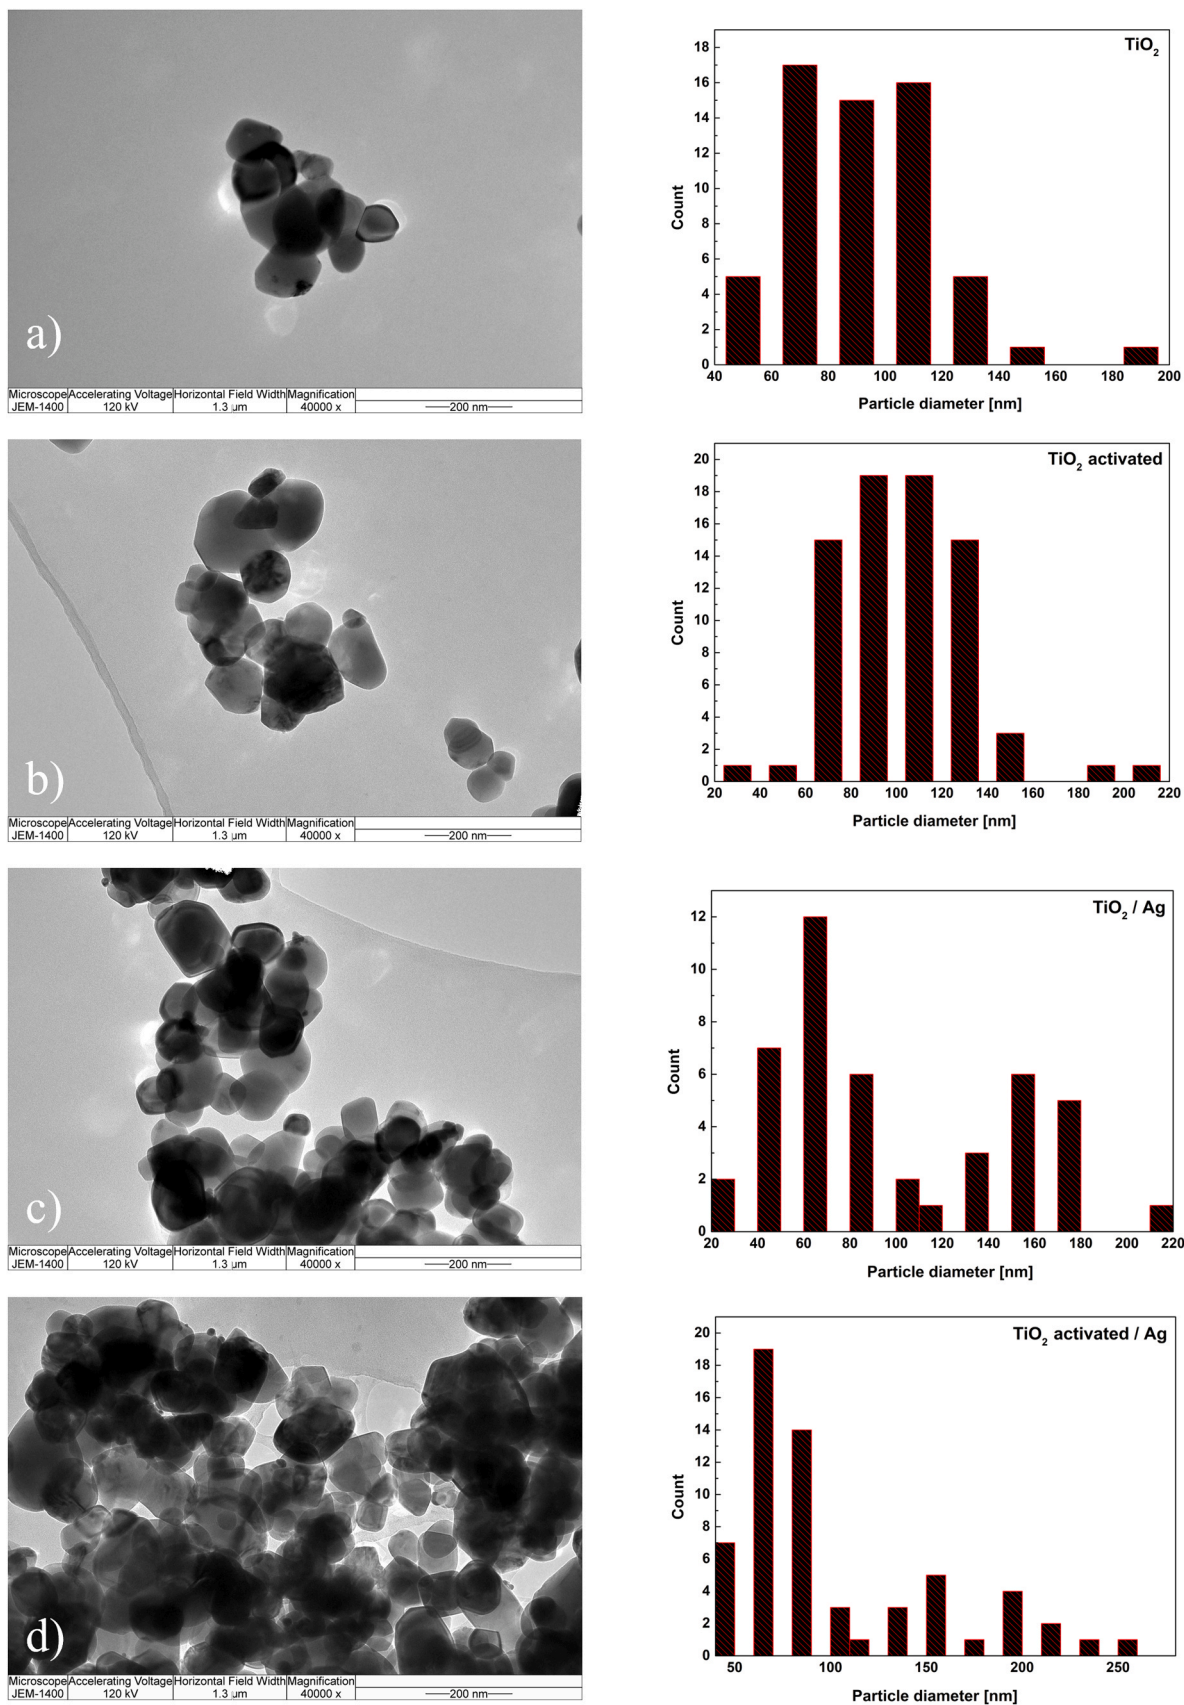 a)
Microscope Accelerating Voltage Horizontal Field Width Magnification
JEM-1400 120 kV 1.3 µm 40000 x 200 nm
TiO2
Count
18
16
14
12
10
8
6
4
2
0
40 60 80 100 120 140 160 180 200
Particle diameter [nm]
b)
Microscope Accelerating Voltage Horizontal Field Width Magnification
JEM-1400 120 kV 1.3 µm 40000 x 200 nm
TiO2 activated
Count
20
18
16
14
12
10
8
6
4
2
0
20 40 60 80 100 120 140 160 180 200 220
Particle diameter [nm]
c)
Microscope Accelerating Voltage Horizontal Field Width Magnification
JEM-1400 120 kV 1.3 µm 40000 x 200 nm
TiO2 / Ag
Count
12
10
8
6
4
2
0
20 40 60 80 100 120 140 160 180 200 220
Particle diameter [nm]
d)
Microscope Accelerating Voltage Horizontal Field Width Magnification
JEM-1400 120 kV 1.3 µm 40000 x 200 nm
TiO2 activated / Ag
Count
20
18
16
14
12
10
8
6
4
2
0
50 100 150 200 250
Particle diameter [nm]